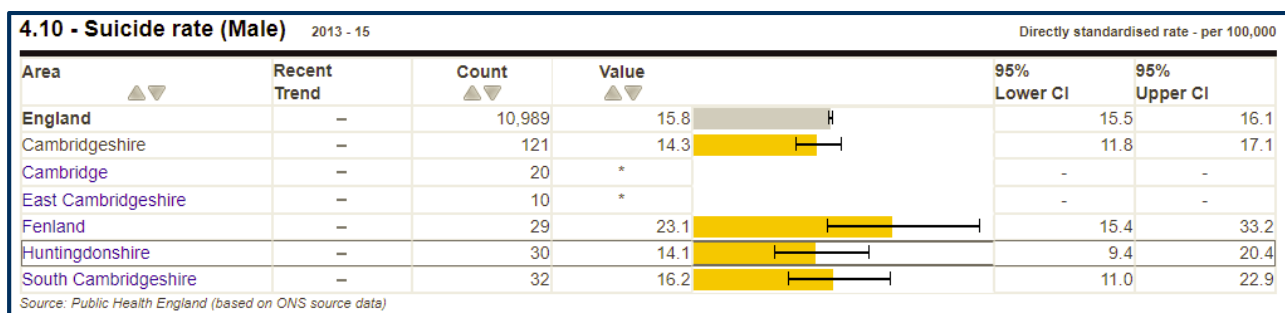 4.10 - Suicide rate (Male) 2013 - 15 Directly standardised rate - per 100,000
Area Recent Trend Count Value 95% Lower CI 95% Upper CI
England – 10,989 15.8 15.5 16.1
Cambridgeshire – 121 14.3 11.8 17.1
Cambridge – 20 * - -
East Cambridgeshire – 10 * - -
Fenland – 29 23.1 15.4 33.2
Huntingdonshire – 30 14.1 9.4 20.4
South Cambridgeshire – 32 16.2 11.0 22.9
Source: Public Health England (based on ONS source data)